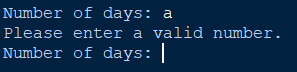 Number of days: a
Please enter a valid number.
Number of days: